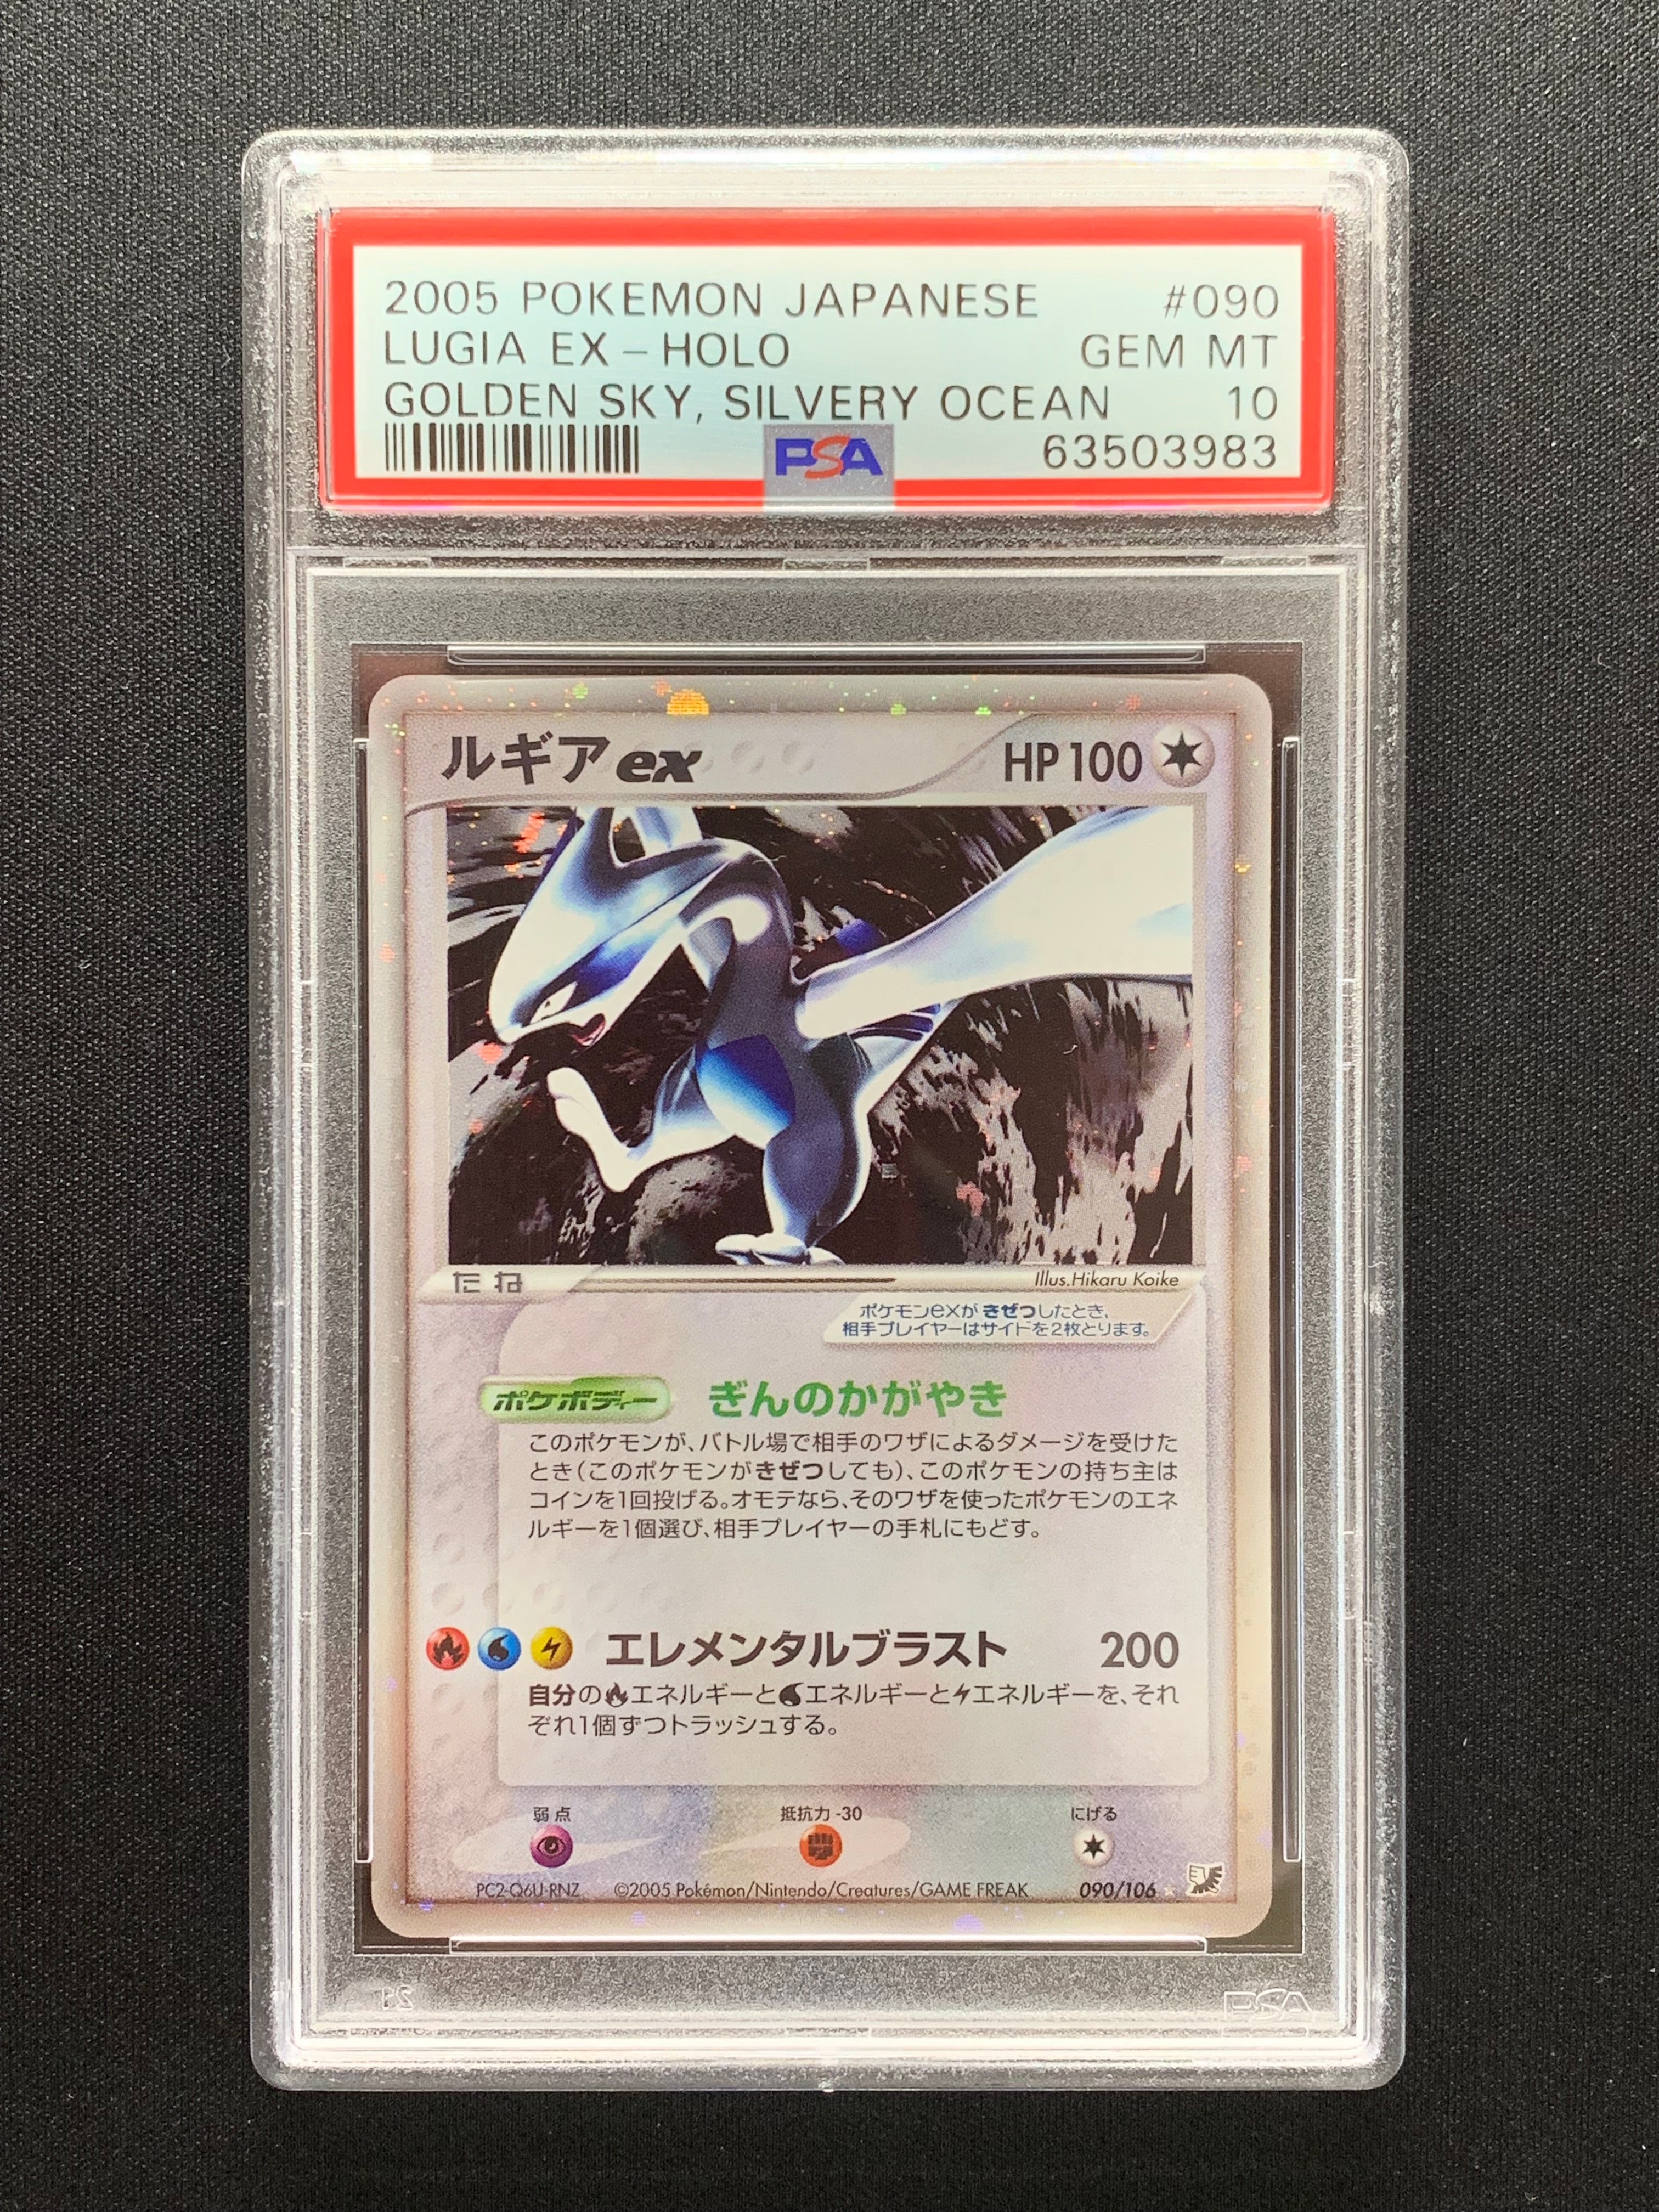 2005 POKEMON JAPANESE #090
LUGIA EX - HOLO GEM MT
GOLDEN SKY, SILVERY OCEAN 10
PSA 63503983
ルギアex HP100
たね Illus.Hikaru Koike
ポケモンexがきぜつしたとき、
相手プレイヤーはサイドを2枚とります。
ポケボディー ぎんのかがやき
このポケモンが、バトル場で相手のワザによるダメージを受けた
とき(このポケモンがきぜつしても)、このポケモンの持ち主は
コインを1回投げる。オモテなら、そのワザを使ったポケモンのエネ
ルギーを1個選び、相手プレイヤーの手札にもどす。
エレメンタルブラスト 200
自分のエネルギーとエネルギーとエネルギーを、それ
ぞれ1個ずつトラッシュする。
弱点 抵抗力 -30 にげる
PC2-Q6U-RNZ ©2005 Pokémon/Nintendo/Creatures/GAME FREAK 090/106 ★
PSA